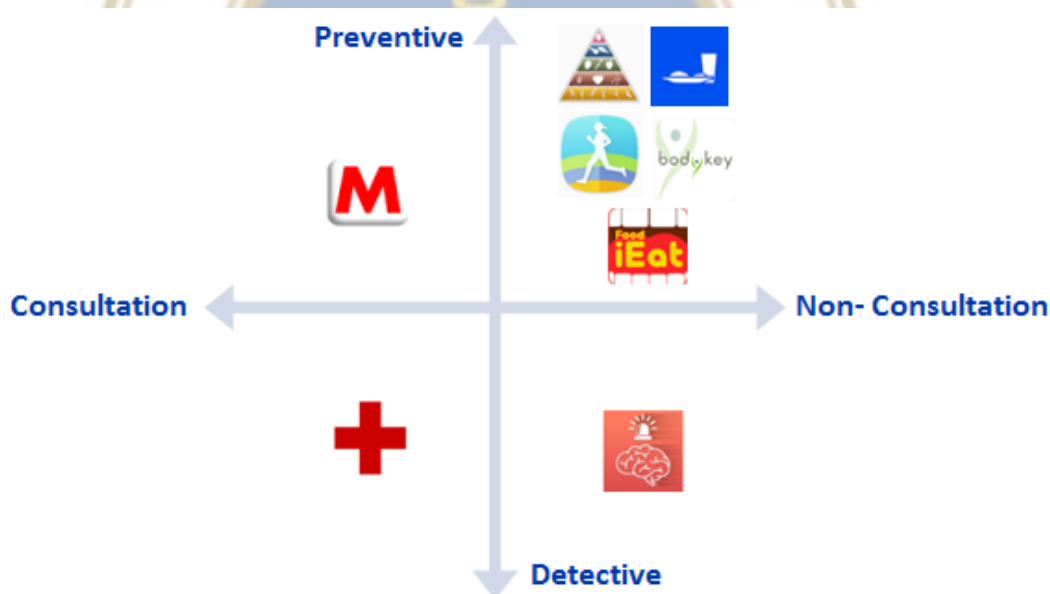 Preventive
M
bodykey
Food
iEat
Consultation
Non- Consultation
Detective